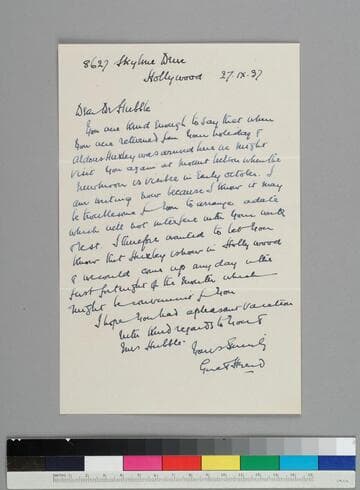 8627 Skyline Drive
Hollywood 27.IX.37
Dear Dr Hubble
You are kind enough to say that when
you are returned from your holiday &
Aldous Huxley was around here we might
visit you again at Mount Wilson when the
new moon is visible in early October. I
am writing now because I know it may
be troublesome for you to arrange a date
which will not interfere with your work
& rest. I therefore wanted to let you
know that Huxley is now in Hollywood
& we could come up any day in the
first fortnight of the month which
might be convenient for you
I hope you had a pleasant vacation
With kind regards to you &
Mrs Hubble
Yours Sincerely
Gerald Heard